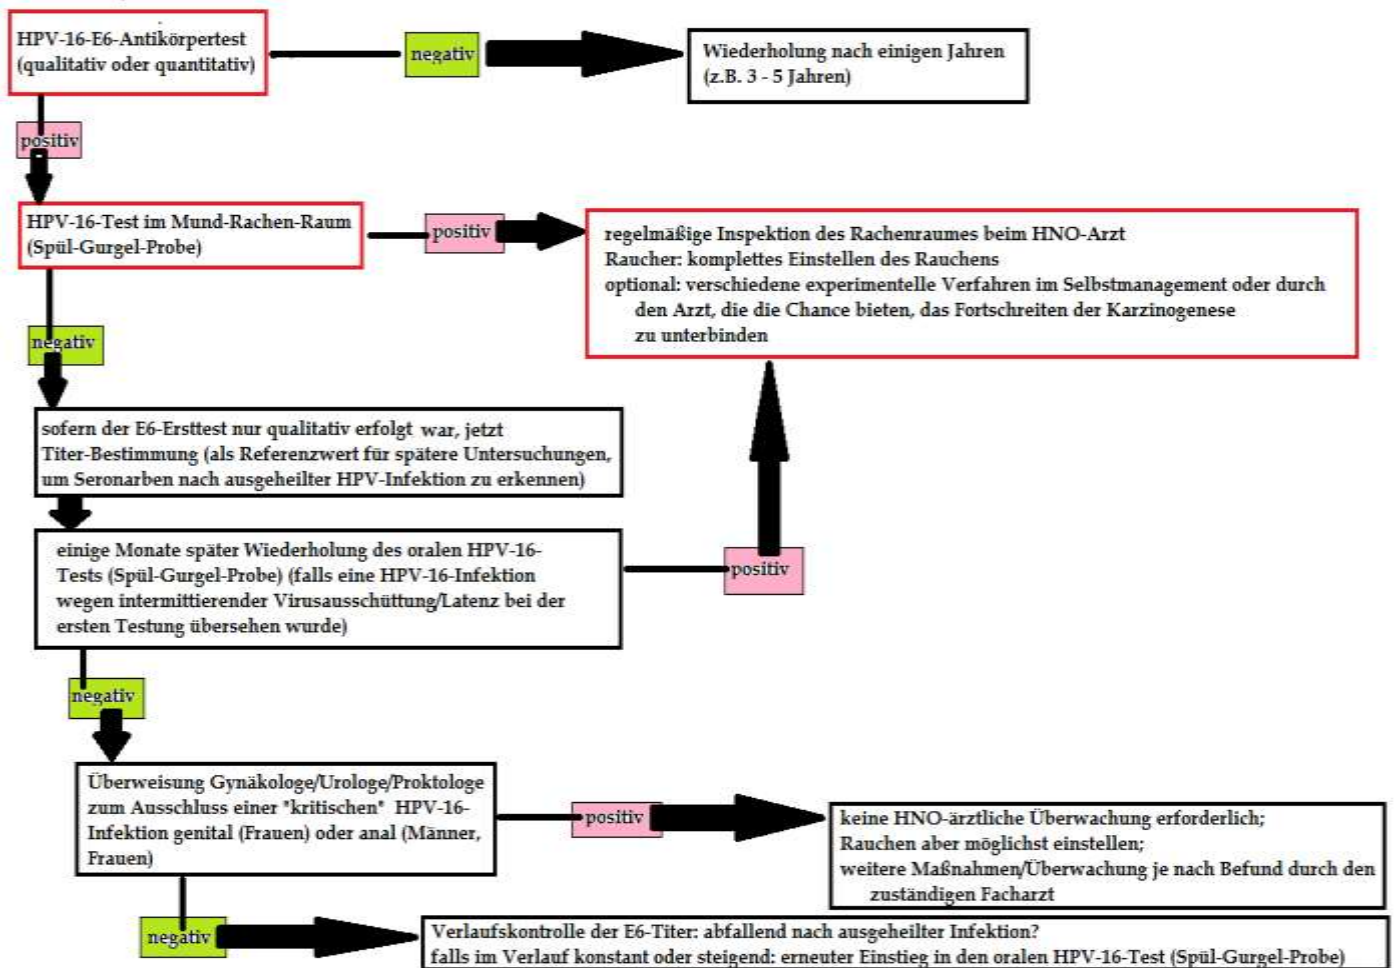 HPV-16-E6-Antikörpertest
(qualitativ oder quantitativ)
negativ
Wiederholung nach einigen Jahren
(z.B. 3 - 5 Jahren)
positiv
HPV-16-Test im Mund-Rachen-Raum
(Spül-Gurgel-Probe)
positiv
regelmäßige Inspektion des Rachenraumes beim HNO-Arzt
Raucher: komplettes Einstellen des Rauchens
optional: verschiedene experimentelle Verfahren im Selbstmanagement oder durch
den Arzt, die die Chance bieten, das Fortschreiten der Karzinogenese
zu unterbinden
negativ
sofern der E6-Ersttest nur qualitativ erfolgt war, jetzt
Titer-Bestimmung (als Referenzwert für spätere Untersuchungen,
um Seronarben nach ausgeheilter HPV-Infektion zu erkennen)
einige Monate später Wiederholung des oralen HPV-16-
Tests (Spül-Gurgel-Probe) (falls eine HPV-16-Infektion
wegen intermittierender Virusausschüttung/Latenz bei der
ersten Testung übersehen wurde)
positiv
negativ
Überweisung Gynäkologe/Urologe/Proktologe
zum Ausschluss einer "kritischen" HPV-16-
Infektion genital (Frauen) oder anal (Männer,
Frauen)
positiv
keine HNO-ärztliche Überwachung erforderlich;
Rauchen aber möglichst einstellen;
weitere Maßnahmen/Überwachung je nach Befund durch den
zuständigen Facharzt
negativ
Verlaufskontrolle der E6-Titer: abfallend nach ausgeheilter Infektion?
falls im Verlauf konstant oder steigend: erneuter Einstieg in den oralen HPV-16-Test (Spül-Gurgel-Probe)